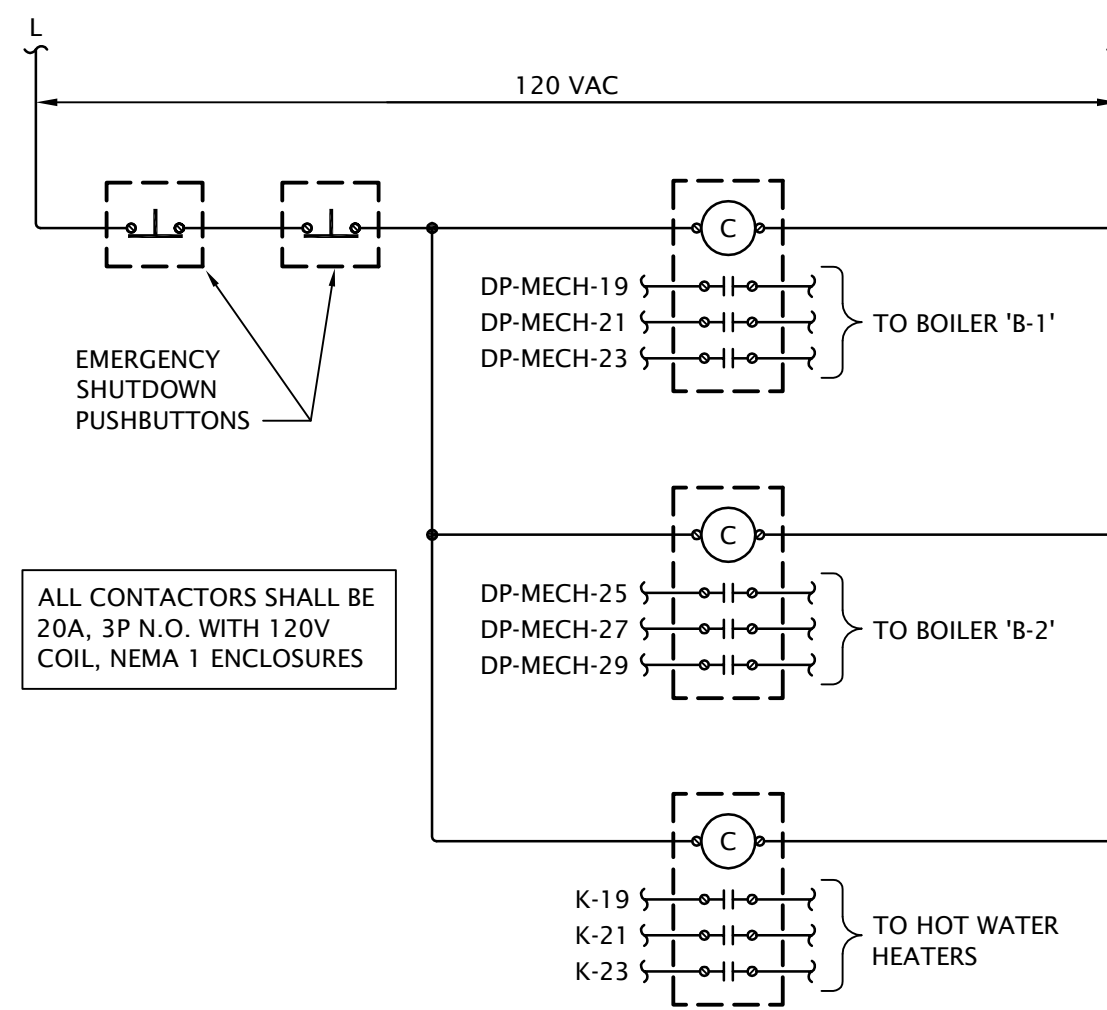 L
120 VAC
C
DP-MECH-19
DP-MECH-21
DP-MECH-23
TO BOILER 'B-1'
EMERGENCY
SHUTDOWN
PUSHBUTTONS
C
DP-MECH-25
DP-MECH-27
DP-MECH-29
TO BOILER 'B-2'
ALL CONTACTORS SHALL BE
20A, 3P N.O. WITH 120V
COIL, NEMA 1 ENCLOSURES
C
K-19
K-21
K-23
TO HOT WATER
HEATERS